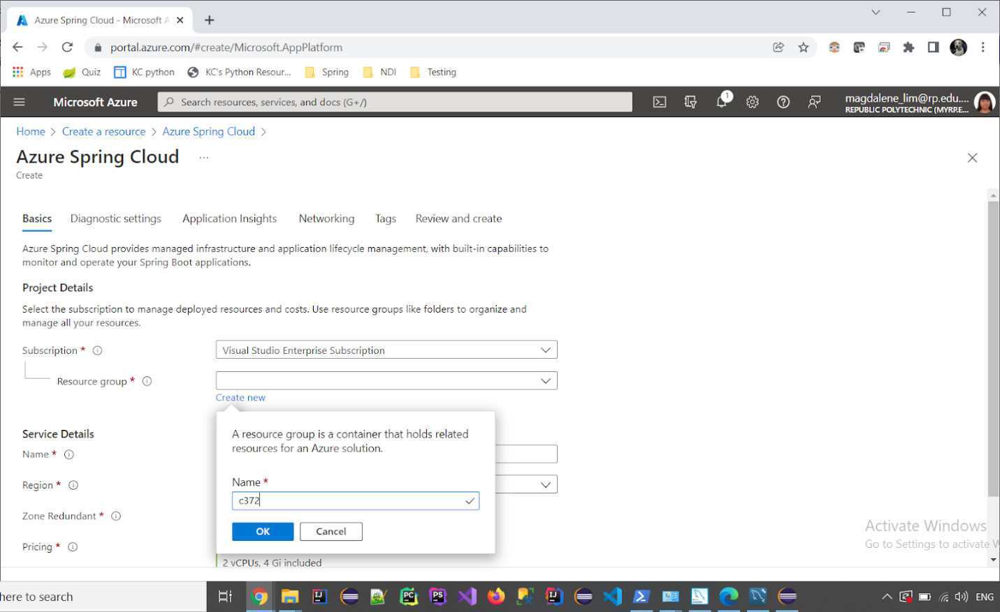 Azure Spring Cloud - Microsoft A
portal.azure.com/#create/Microsoft.AppPlatform
Apps Quiz KC python KC's Python Resour... Spring NDI Testing
Microsoft Azure
Search resources, services, and docs (G+/)
1
magdalene_lim@rp.edu....
REPUBLIC POLYTECHNIC (MYRP.E...
Home > Create a resource > Azure Spring Cloud >
Azure Spring Cloud ...
Create
Basics Diagnostic settings Application Insights Networking Tags Review and create
Azure Spring Cloud provides managed infrastructure and application lifecycle management, with built-in capabilities to
monitor and operate your Spring Boot applications.
Project Details
Select the subscription to manage deployed resources and costs. Use resource groups like folders to organize and
manage all your resources.
Subscription *
Visual Studio Enterprise Subscription
Resource group *
Create new
A resource group is a container that holds related
resources for an Azure solution.
Name *
c372
OK Cancel
Service Details
Name *
Region *
Zone Redundant *
Pricing *
2 vCPUs, 4 Gi included
Activate Windows
Go to Settings to activate W
here to search
IJ PC PS IJ
ENG